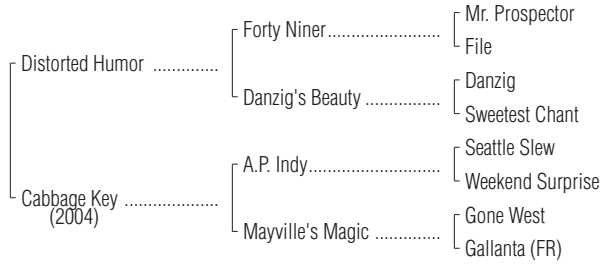 Mr. Prospector
Forty Niner........................
File
Distorted Humor ..............
Danzig
Danzig's Beauty ................
Sweetest Chant
Seattle Slew
A.P. Indy............................
Weekend Surprise
Cabbage Key ....................
(2004)
Gone West
Mayville's Magic ..............
Gallanta (FR)